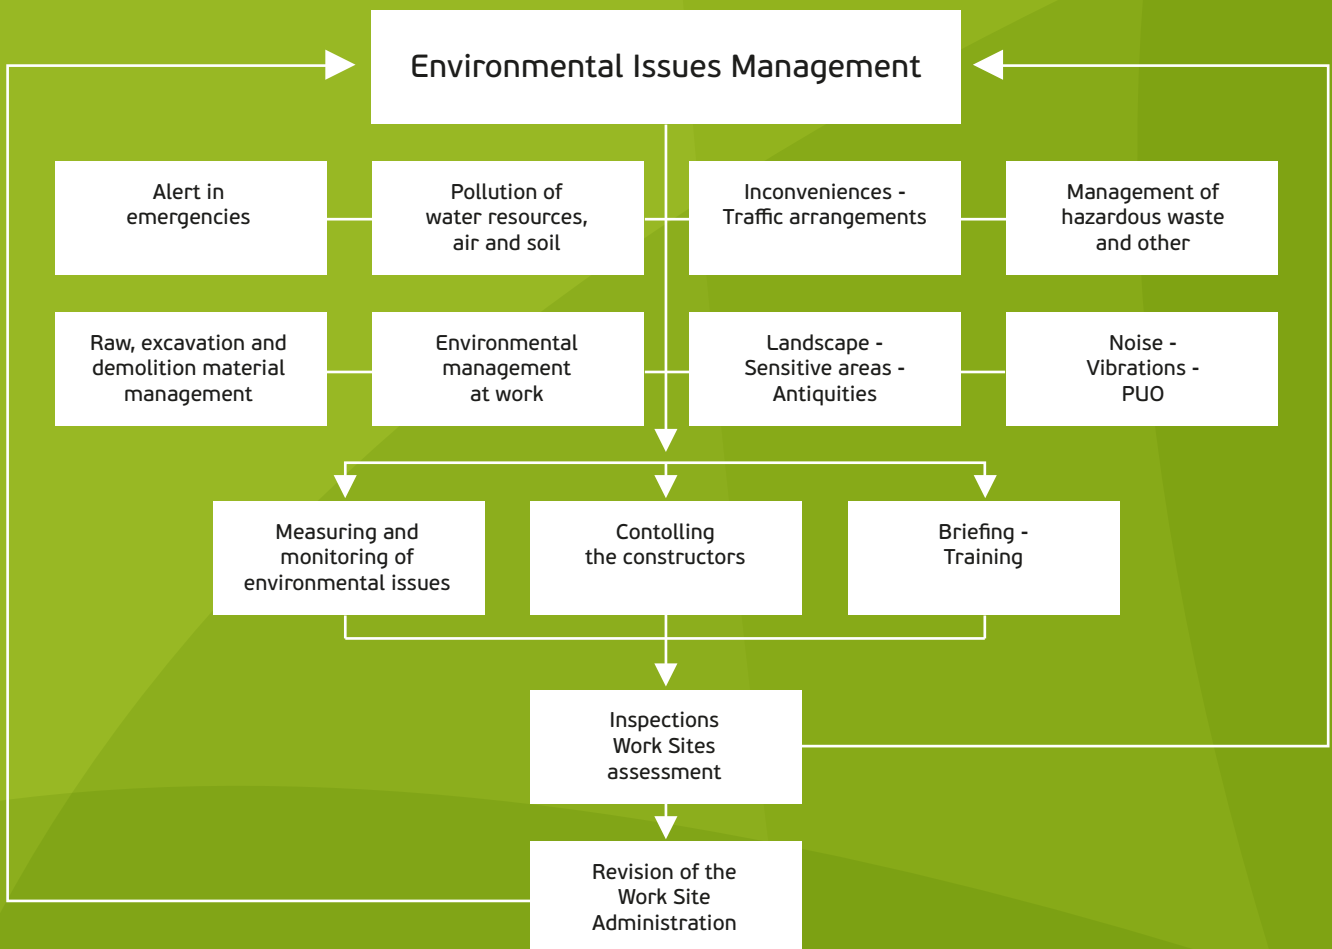 Environmental Issues Management
Alert in
emergencies
Pollution of
water resources,
air and soil
Inconveniences -
Traffic arrangements
Management of
hazardous waste
and other
Raw, excavation and
demolition material
management
Environmental
management
at work
Landscape -
Sensitive areas -
Antiquities
Noise -
Vibrations -
PUO
Measuring and
monitoring of
environmental issues
Contolling
the constructors
Briefing -
Training
Inspections
Work Sites
assessment
Revision of the
Work Site
Administration